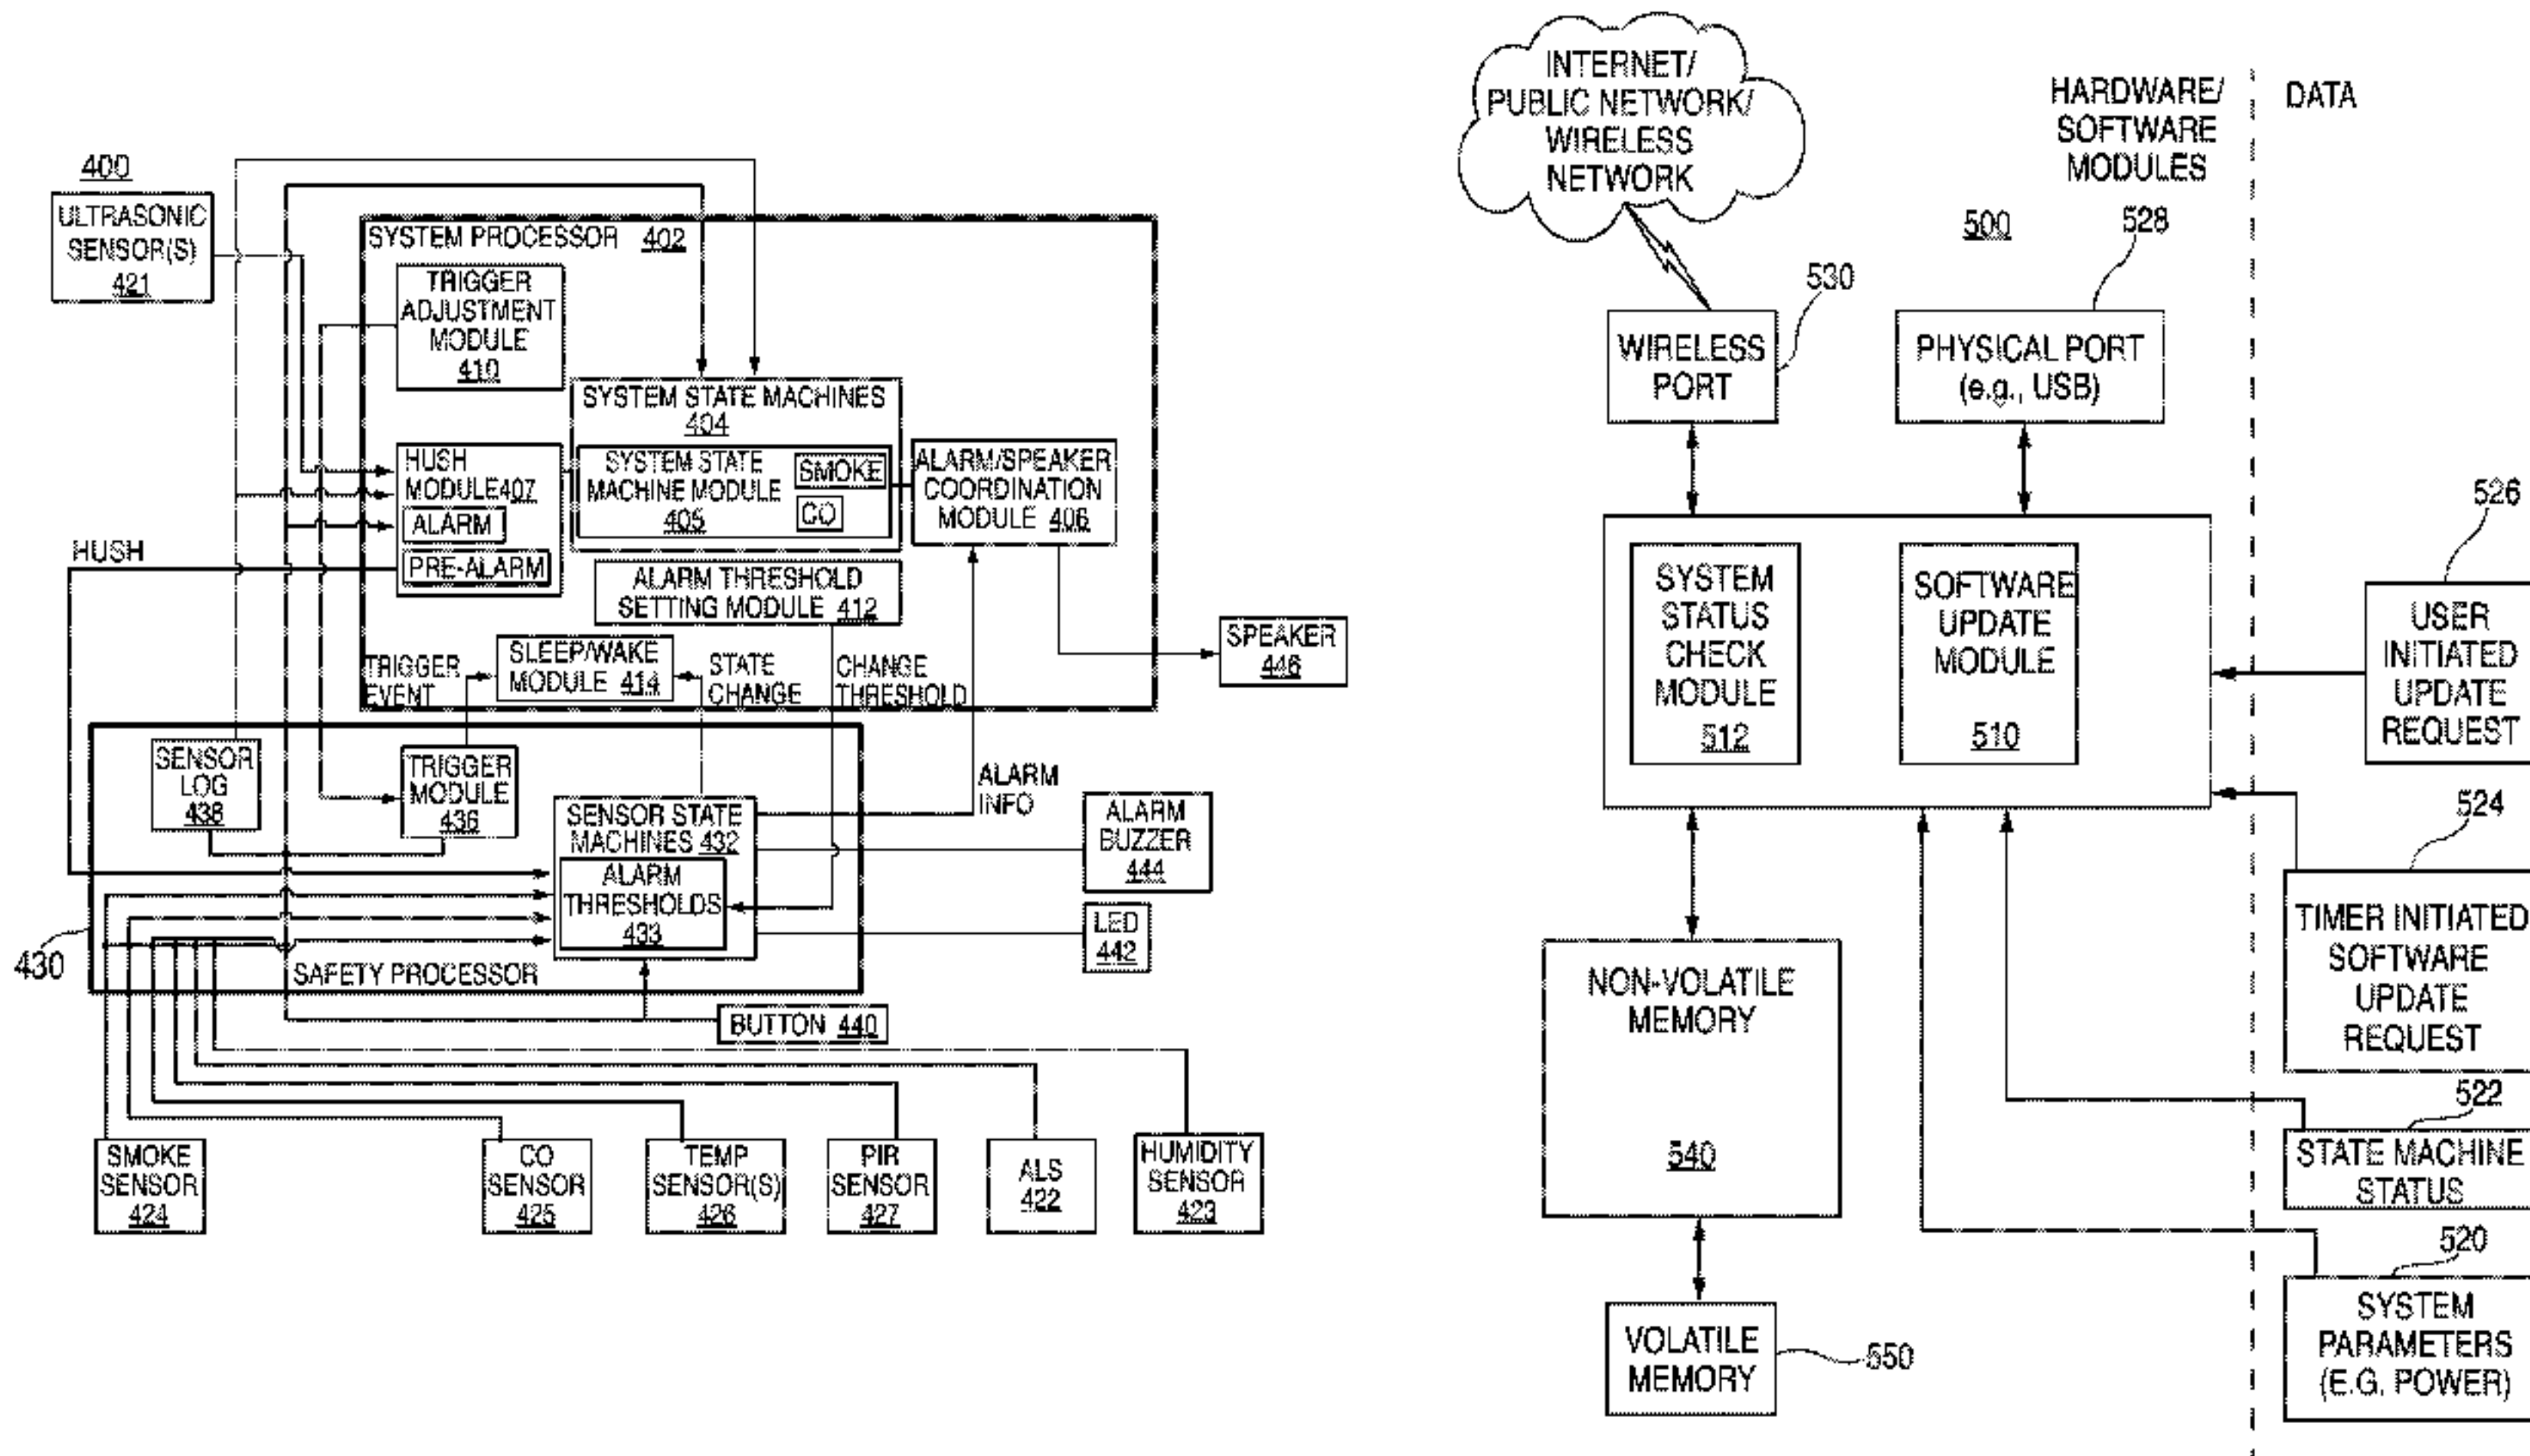 400
ULTRASONIC
SENSOR(S)
421
SYSTEM PROCESSOR 402
TRIGGER
ADJUSTMENT
MODULE
410
SYSTEM STATE MACHINES
404
SYSTEM STATE
MACHINE MODULE
405
SMOKE
CO
HUSH
MODULE407
ALARM
PRE-ALARM
ALARM/SPEAKER
COORDINATION
MODULE 406
HUSH
ALARM THRESHOLD
SETTING MODULE 412
SLEEP/WAKE
MODULE 414
TRIGGER
EVENT
STATE
CHANGE
CHANGE
THRESHOLD
SPEAKER
446
SENSOR
LOG
438
TRIGGER
MODULE
436
SENSOR STATE
MACHINES 432
ALARM
THRESHOLDS
433
ALARM
INFO
ALARM
BUZZER
444
LED
442
430
SAFETY PROCESSOR
BUTTON 440
SMOKE
SENSOR
424
CO
SENSOR
425
TEMP
SENSOR(S)
426
PIR
SENSOR
427
ALS
422
HUMIDITY
SENSOR
423
INTERNET/
PUBLIC NETWORK/
WIRELESS
NETWORK
HARDWARE/
SOFTWARE
MODULES
DATA
500
528
530
WIRELESS
PORT
PHYSICAL PORT
(e.g., USB)
SYSTEM
STATUS
CHECK
MODULE
512
SOFTWARE
UPDATE
MODULE
510
526
USER
INITIATED
UPDATE
REQUEST
524
TIMER INITIATED
SOFTWARE
UPDATE
REQUEST
522
STATE MACHINE
STATUS
520
SYSTEM
PARAMETERS
(E.G. POWER)
NON-VOLATILE
MEMORY
540
VOLATILE
MEMORY
550